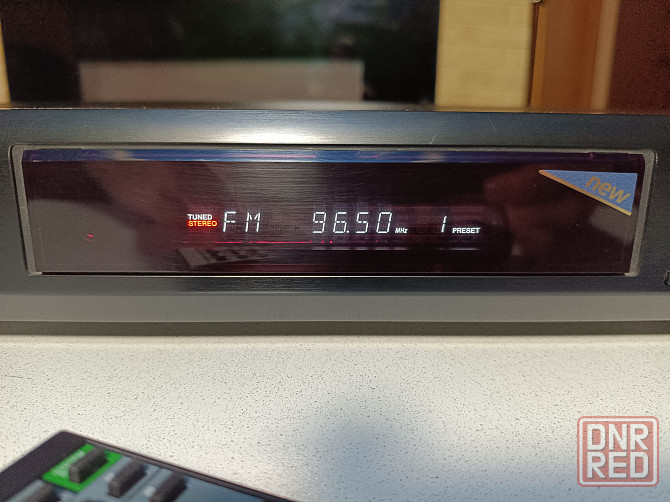 new
TUNED
STEREO
FM 96.50 MHz 1 PRESET
DNR
RED